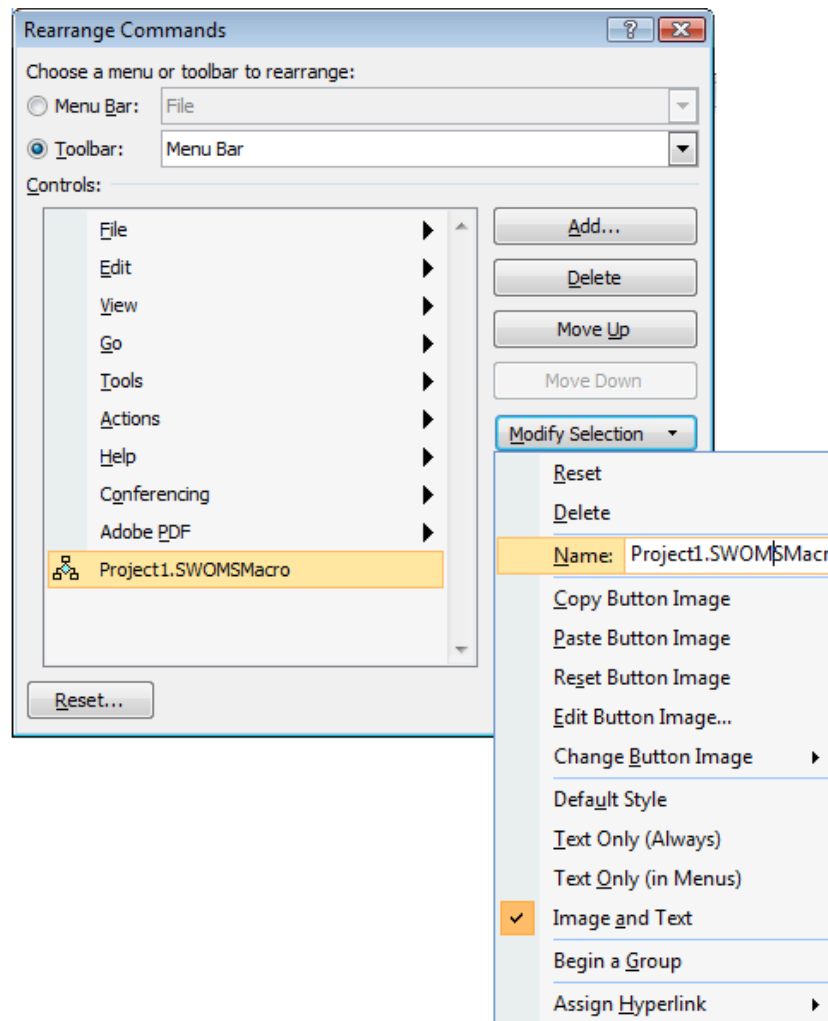 Rearrange Commands
Choose a menu or toolbar to rearrange:
Menu Bar: File
Toolbar: Menu Bar
Controls:
File
Edit
View
Go
Tools
Actions
Help
Conferencing
Adobe PDF
Project1.SWOMSMacro
Add...
Delete
Move Up
Move Down
Modify Selection
Reset...
Reset
Delete
Name: Project1.SWOMSMacr
Copy Button Image
Paste Button Image
Reset Button Image
Edit Button Image...
Change Button Image
Default Style
Text Only (Always)
Text Only (in Menus)
Image and Text
Begin a Group
Assign Hyperlink